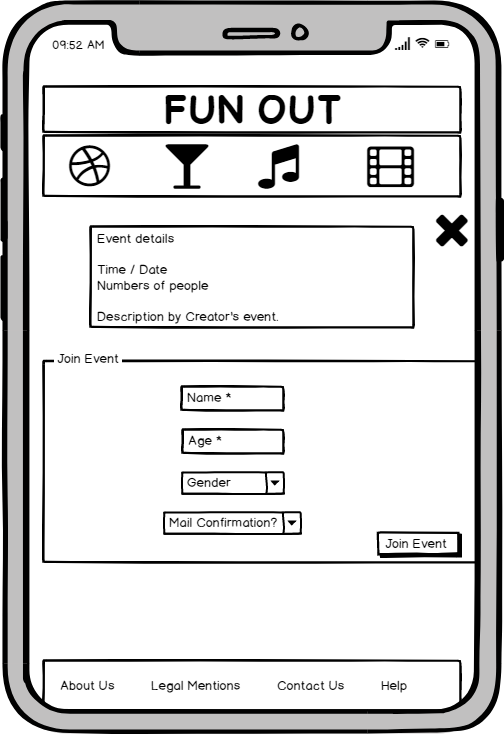 09:52 AM
FUN OUT
Event details
Time / Date
Numbers of people
Description by Creator's event.
Join Event
Name *
Age *
Gender
Mail Confirmation?
Join Event
About Us Legal Mentions Contact Us Help